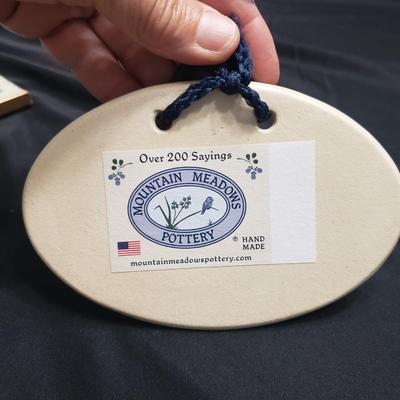 Over 200 Sayings
MOUNTAIN MEADOWS
POTTERY
® HAND
MADE
mountainmeadowspottery.com